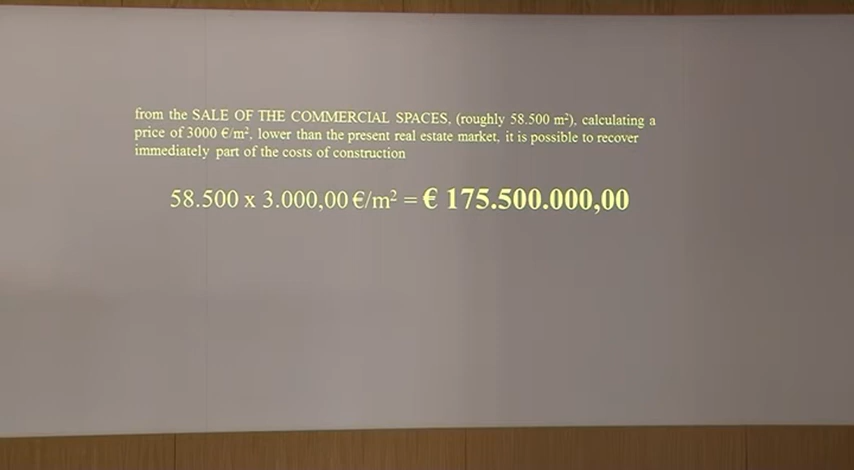 from the SALE OF THE COMMERCIAL SPACES, (roughly 58.500 m²), calculating a
price of 3000 €/m², lower than the present real estate market, it is possible to recover
immediately part of the costs of construction
58.500 x 3.000,00 €/m² = € 175.500.000,00